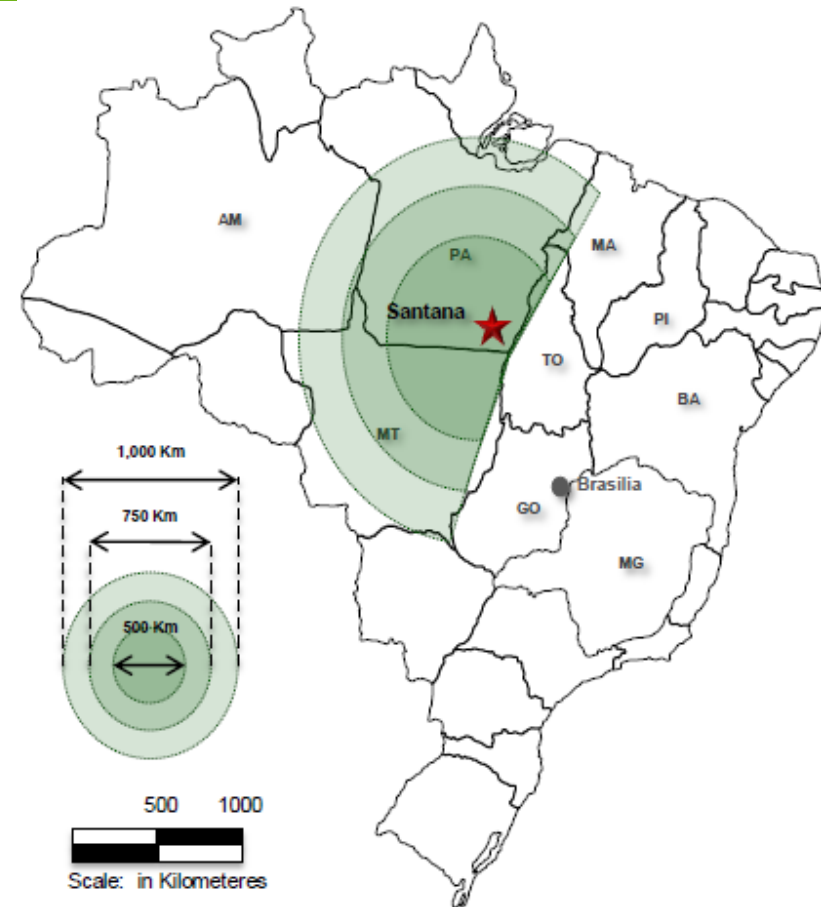 AM
PA
MA
Santana
PI
TO
BA
MT
1,000 Km
750 Km
GO
Brasilia
MG
500 Km
500 1000
Scale: in Kilometeres